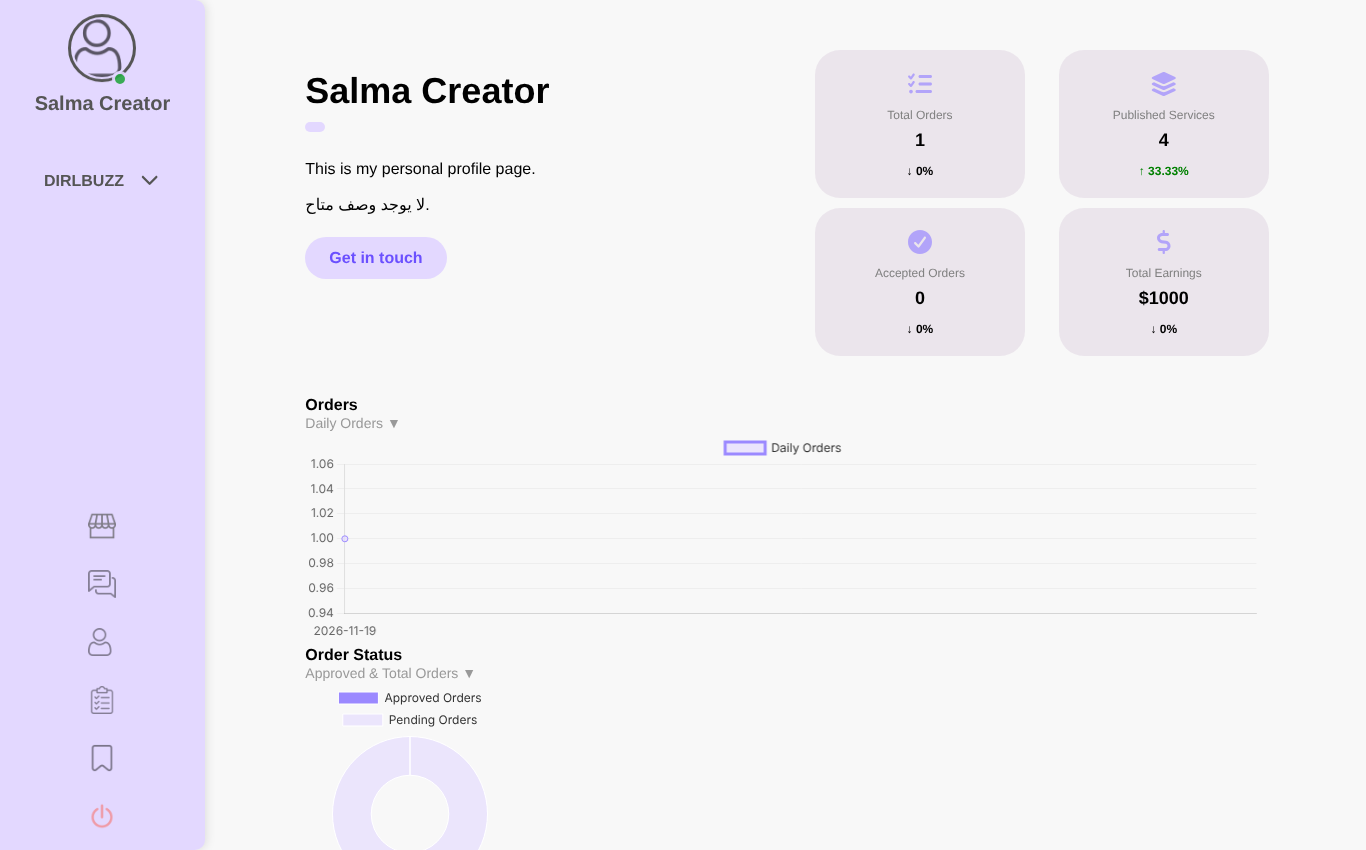 Salma Creator
DIRLBUZZ
Salma Creator
This is my personal profile page.
لا يوجد وصف متاح.
Get in touch
Total Orders
1
↓ 0%
Published Services
4
↑ 33.33%
Accepted Orders
0
↓ 0%
Total Earnings
$1000
↓ 0%
Orders
Daily Orders ▼
Daily Orders
1.06
1.04
1.02
1.00
0.98
0.96
0.94
2026-11-19
Order Status
Approved & Total Orders ▼
Approved Orders
Pending Orders